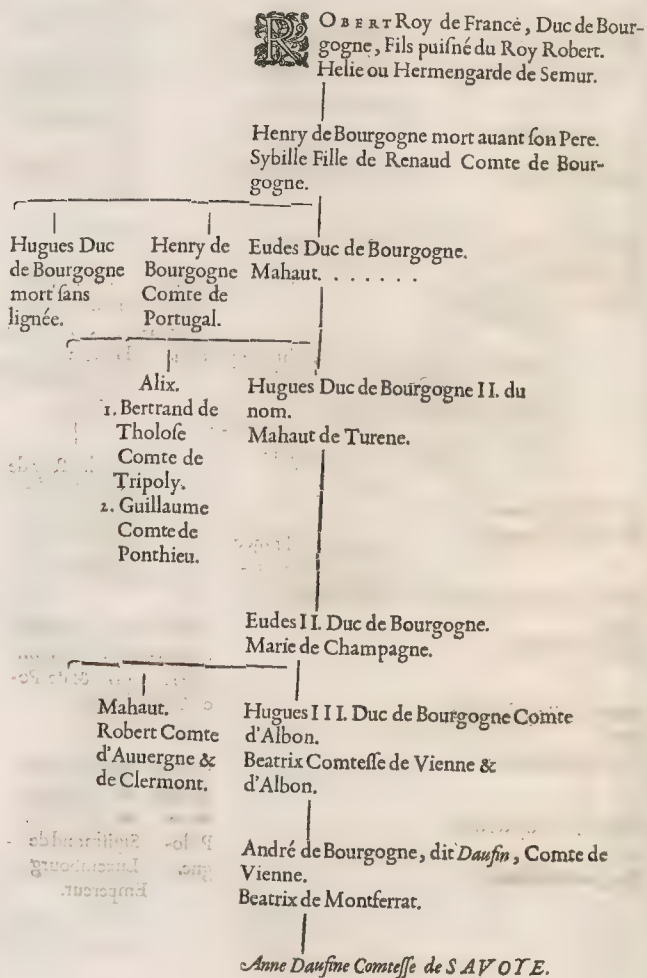 ROBERT Roy de France, Duc de Bour-
gogne, Fils puiſné du Roy Robert.
Helie ou Hermengarde de Semur.
Henry de Bourgogne mort auant ſon Pere.
Sybille Fille de Renaud Comte de Bour-
gogne.
Hugues Duc
de Bourgogne
mort ſans
lignée.
Henry de
Bourgogne
Comte de
Portugal.
Eudes Duc de Bourgogne.
Mahaut. . . . . . .
Alix.
1. Bertrand de
Tholoſe
Comte de
Tripoly.
2. Guillaume
Comte de
Ponthieu.
Hugues Duc de Bourgogne II. du
nom.
Mahaut de Turene.
Eudes II. Duc de Bourgogne.
Marie de Champagne.
Mahaut.
Robert Comte
d'Auuergne &
de Clermont.
Hugues III. Duc de Bourgogne Comte
d'Albon.
Beatrix Comteſſe de Vienne &
d'Albon.
André de Bourgogne, dit Daufin, Comte de
Vienne.
Beatrix de Montferrat.
Anne Daufine Comteſſe de SAVOYE.